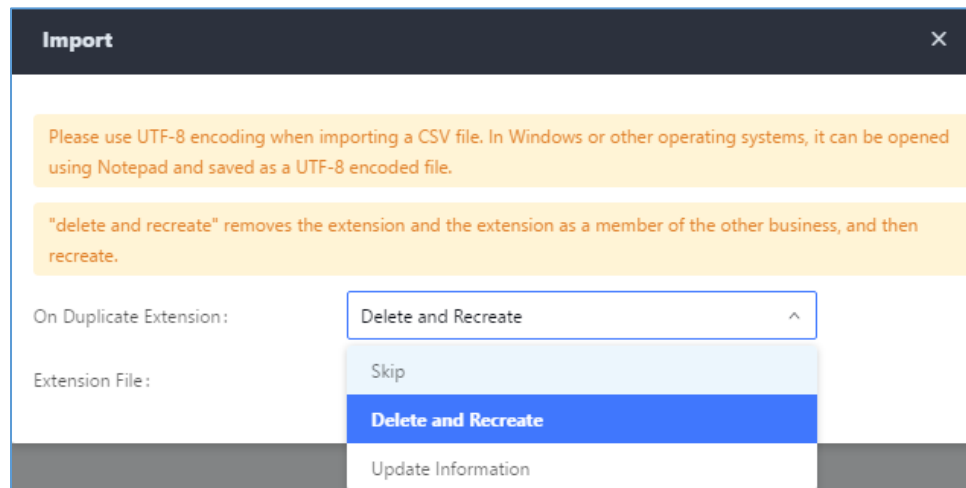 Import
Please use UTF-8 encoding when importing a CSV file. In Windows or other operating systems, it can be opened
using Notepad and saved as a UTF-8 encoded file.
"delete and recreate" removes the extension and the extension as a member of the other business, and then
recreate.
On Duplicate Extension:
Delete and Recreate
Skip
Extension File:
Delete and Recreate
Update Information